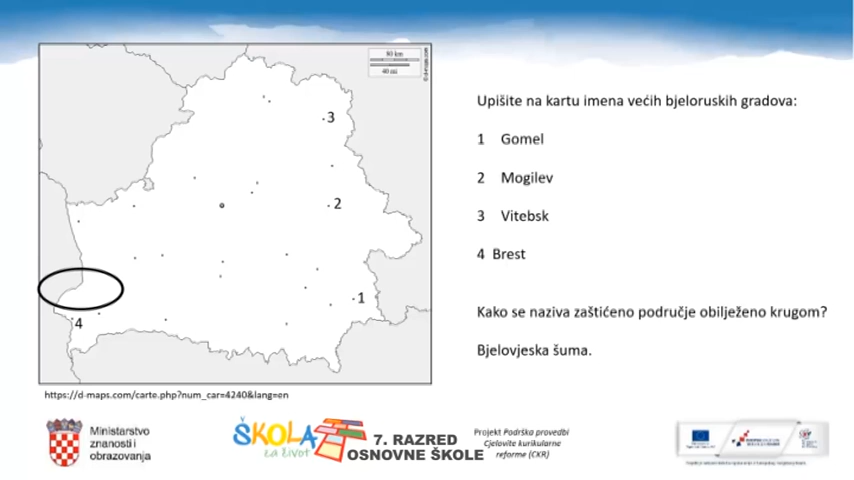 80 km
40 mi
© d-maps.com
3
2
1
4
Upišite na kartu imena većih bjeloruskih gradova:
1 Gomel
2 Mogilev
3 Vitebsk
4 Brest
Kako se naziva zaštićeno područje obilježeno krugom?
Bjelovjeska šuma.
https://d-maps.com/carte.php?num_car=4240&lang=en
Ministarstvo
znanosti i
obrazovanja
ŠKOLA
za život
7. RAZRED
OSNOVNE ŠKOLE
Projekt Podrška provedbi
Cjelovite kurikularne
reforme (CKR)